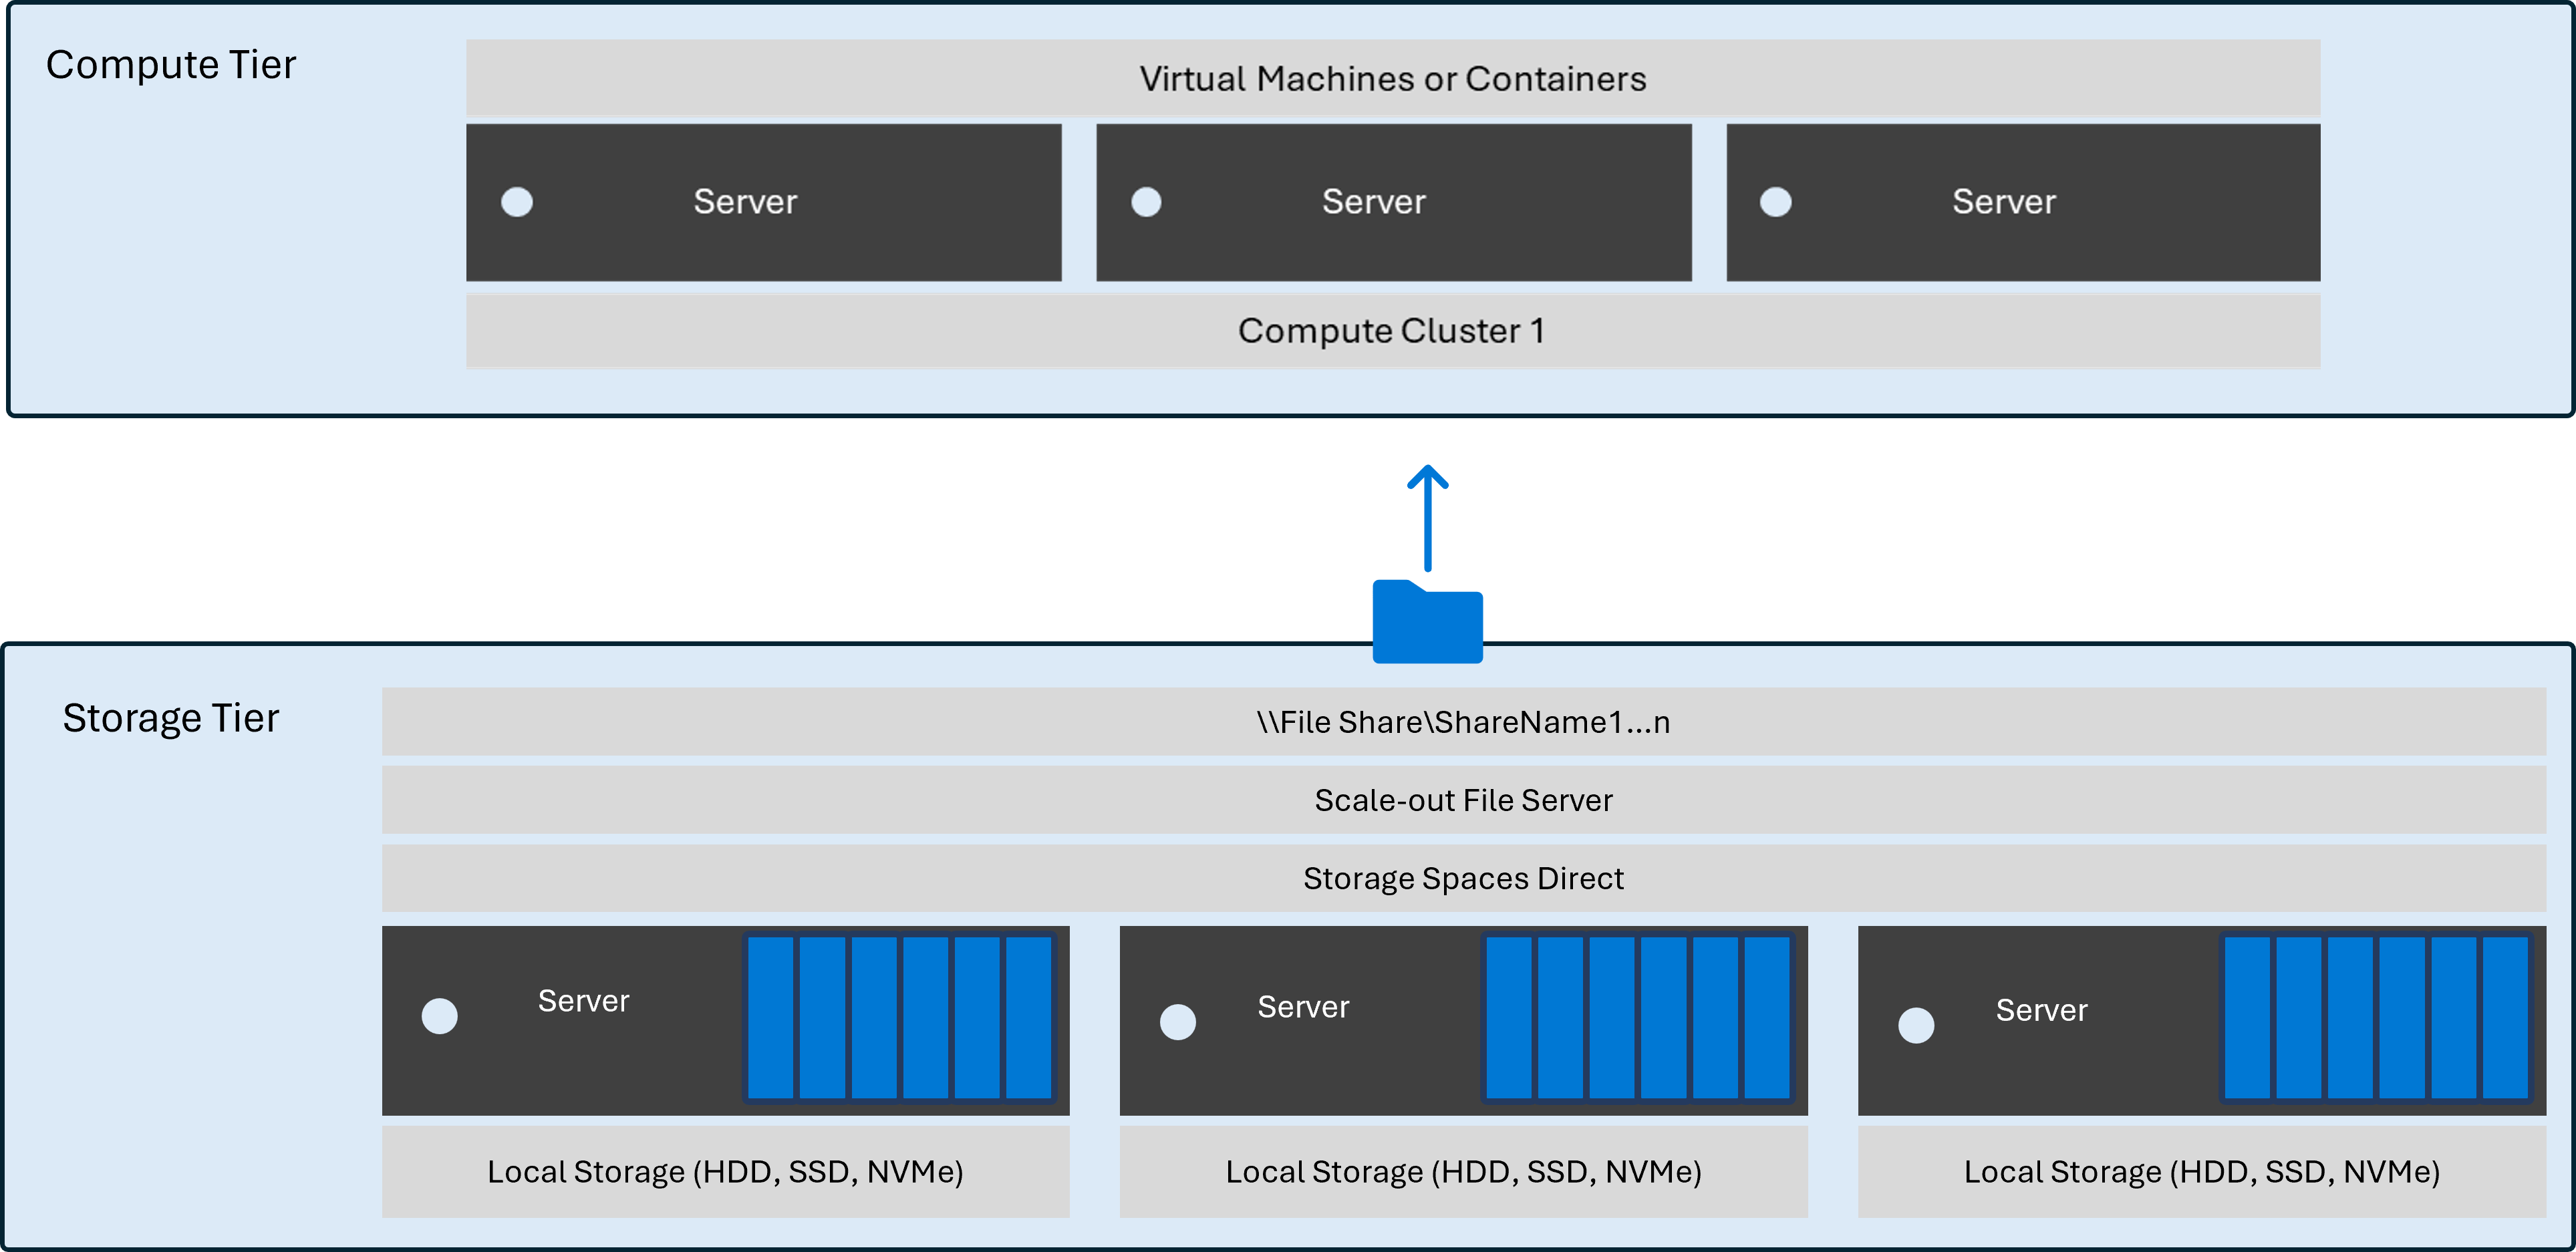 Compute Tier
Virtual Machines or Containers
Server
Server
Server
Compute Cluster 1
Storage Tier
\\File Share\ShareName1...n
Scale-out File Server
Storage Spaces Direct
Server
Server
Server
Local Storage (HDD, SSD, NVMe)
Local Storage (HDD, SSD, NVMe)
Local Storage (HDD, SSD, NVMe)